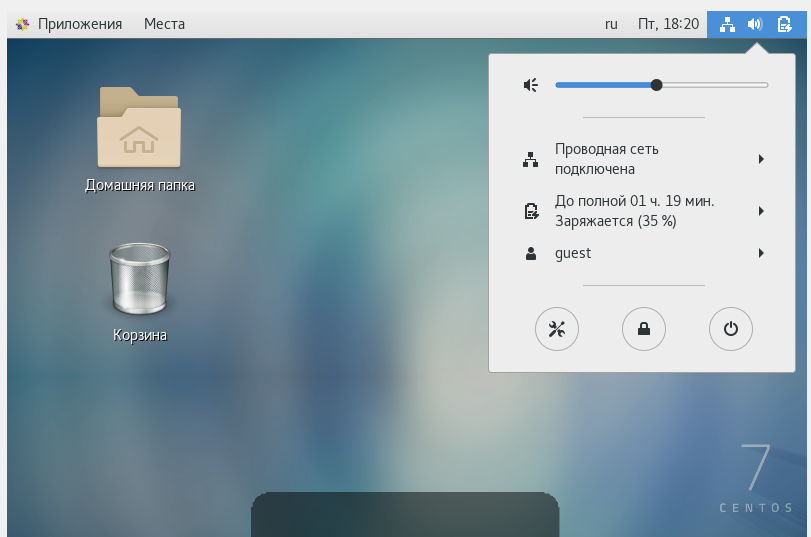 Приложения Места ru Пт, 18:20
Домашняя папка
Корзина
Проводная сеть
подключена
До полной 01 ч. 19 мин.
Заряжается (35 %)
guest
7
CENTOS